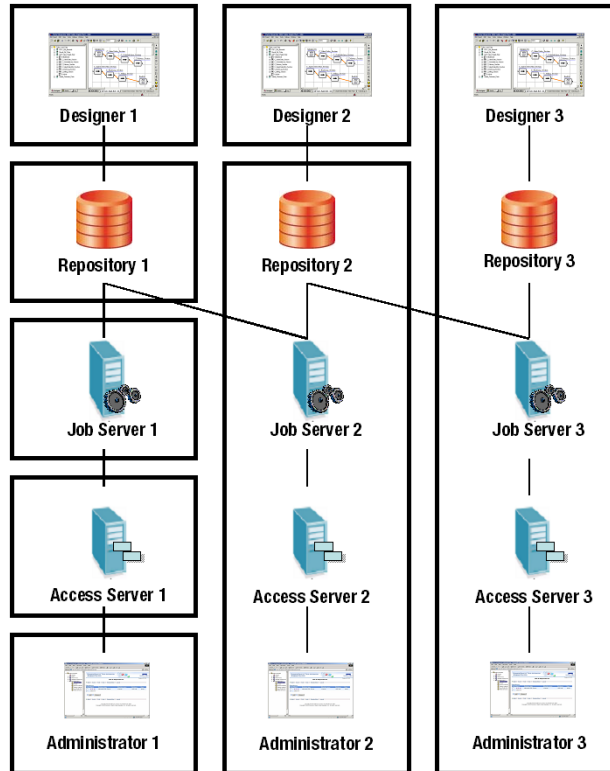 Designer 1
Designer 2
Designer 3
Repository 1
Repository 2
Repository 3
Job Server 1
Job Server 2
Job Server 3
Access Server 1
Access Server 2
Access Server 3
Administrator 1
Administrator 2
Administrator 3